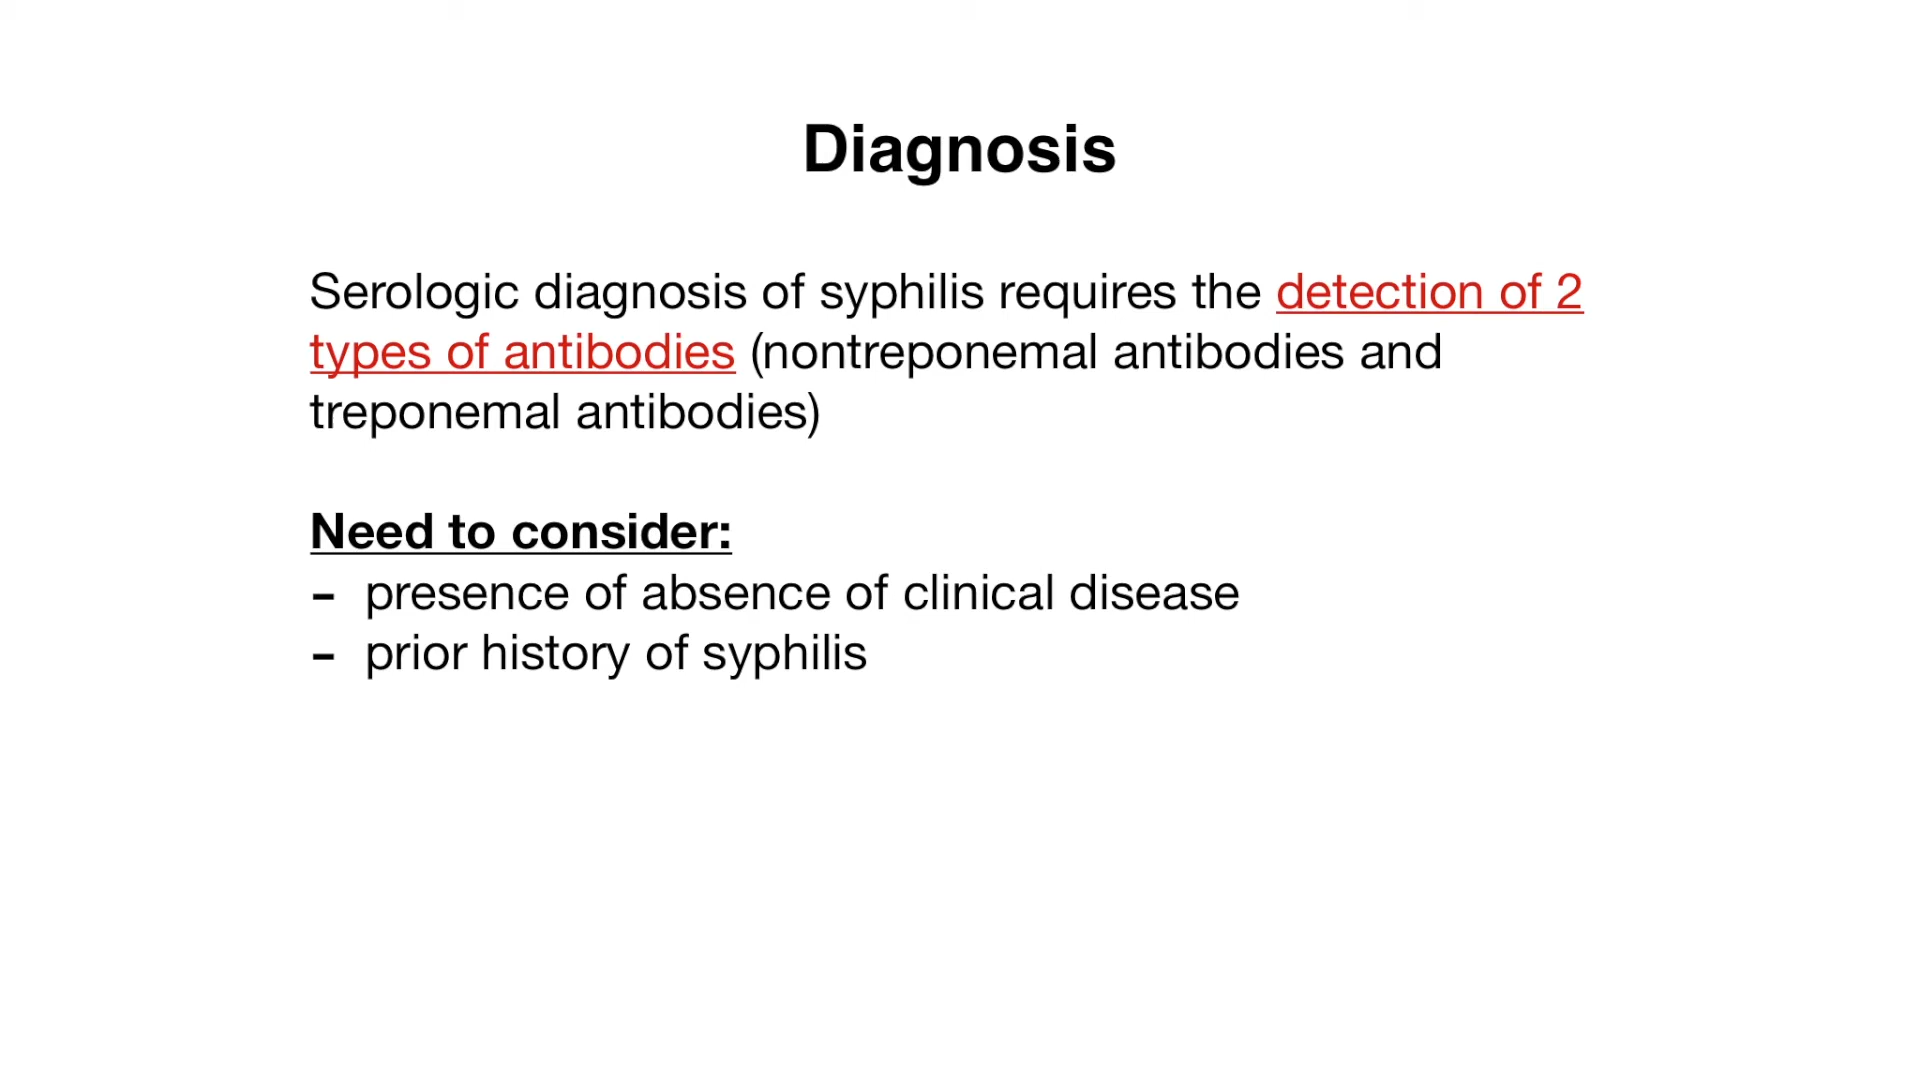 Diagnosis
Serologic diagnosis of syphilis requires the detection of 2
types of antibodies (nontreponemal antibodies and
treponemal antibodies)
Need to consider:
- presence of absence of clinical disease
- prior history of syphilis